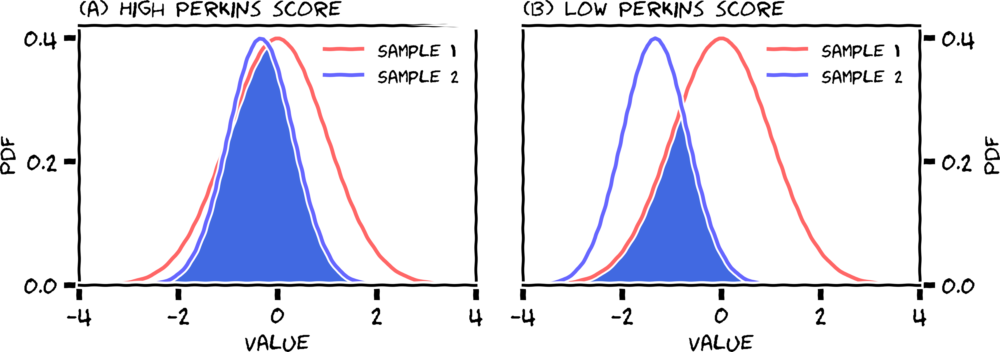 (A) HIGH PERKINS SCORE
0.4
0.2
0.0
PDF
SAMPLE 1
SAMPLE 2
-4 -2 0 2 4
VALUE
(B) LOW PERKINS SCORE
SAMPLE 1
SAMPLE 2
0.4
0.2
0.0
PDF
-4 -2 0 2 4
VALUE